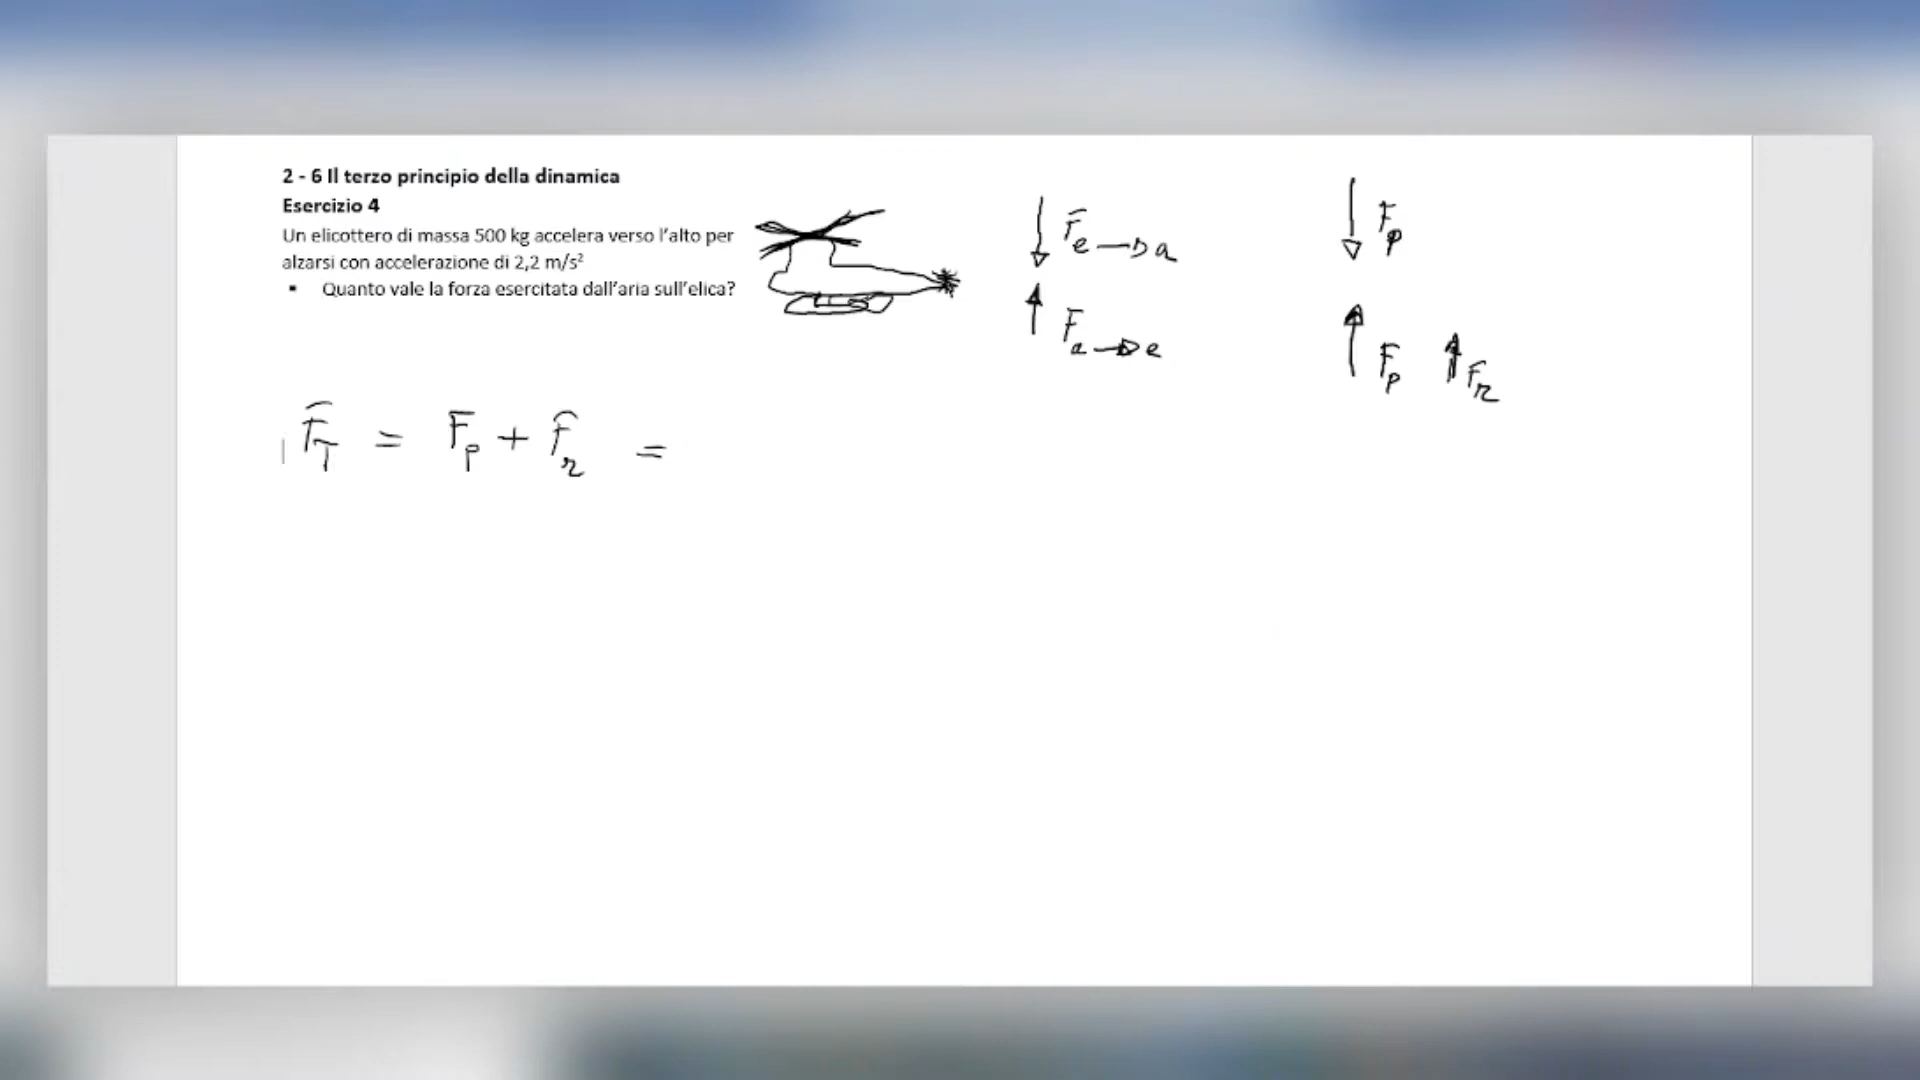 2 - 6 Il terzo principio della dinamica
Esercizio 4
Un elicottero di massa 500 kg accelera verso l'alto per
alzarsi con accelerazione di 2,2 m/s²
▪ Quanto vale la forza esercitata dall'aria sull'elica?
F e→a
F a→e
F p
F p F r
F T = F p + F r =